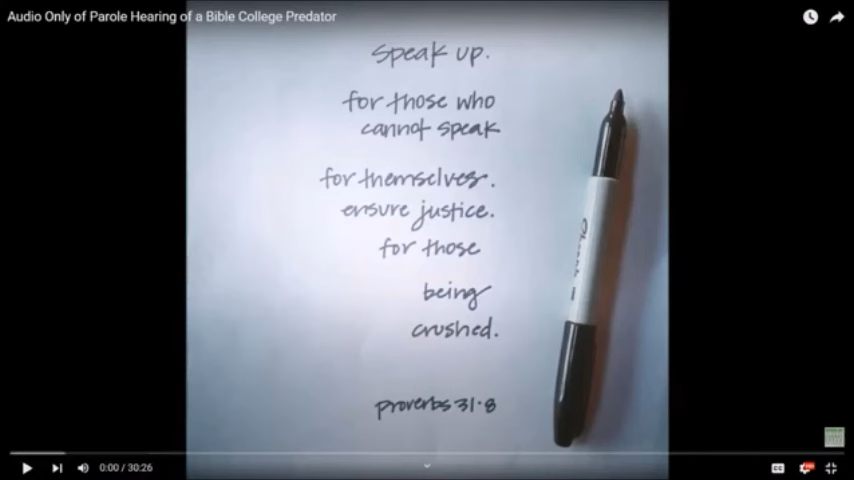 Audio Only of Parole Hearing of a Bible College Predator
speak up.
for those who
cannot speak
for themselves.
ensure justice.
for those
being
crushed.
proverbs 31·8
0:00 / 30:26
CC